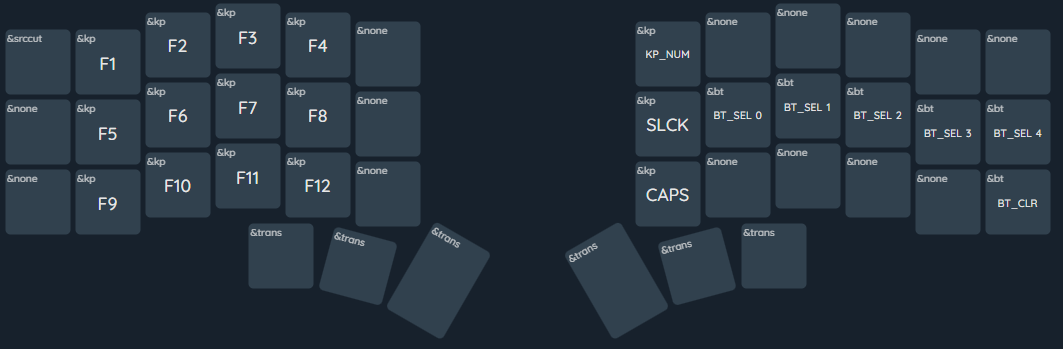 &srccut &kp &kp &kp &kp &none &kp &none &none &none &none &none
F1 F2 F3 F4 KP_NUM
&none &kp &kp &kp &kp &none &kp &bt &bt &bt &bt &bt
F5 F6 F7 F8 SLCK BT_SEL 0 BT_SEL 1 BT_SEL 2 BT_SEL 3 BT_SEL 4
&none &kp &kp &kp &kp &none &kp &none &none &none &none &bt
F9 F10 F11 F12 CAPS BT_CLR
&trans &trans &trans &trans &trans &trans